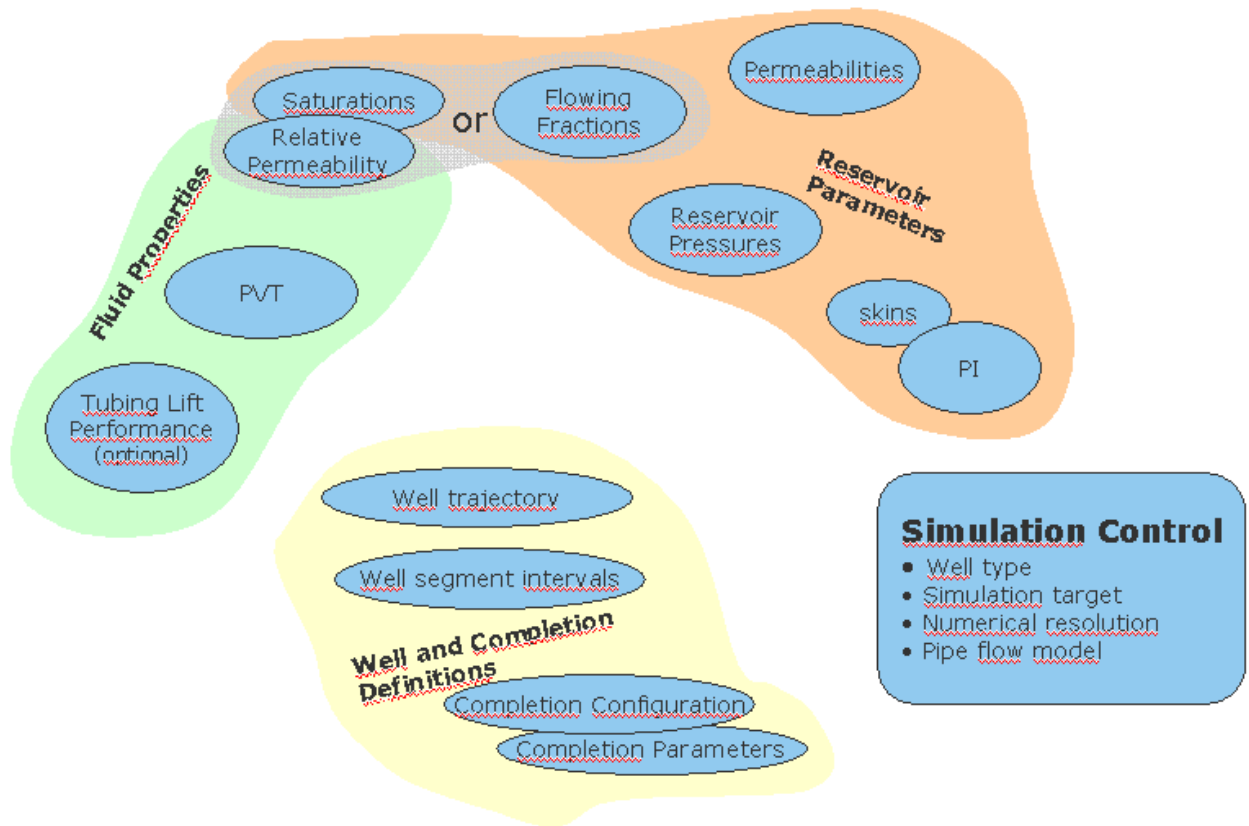 Permeabilities
Saturations
or
Flowing
Fractions
Relative
Permeability
Reservoir
Parameters
Fluid Properties
Reservoir
Pressures
PVT
skins
PI
Tubing Lift
Performance
(optional)
Well trajectory
Well segment intervals
Well and Completion
Definitions
Completion Configuration
Completion Parameters
Simulation Control
• Well type
• Simulation target
• Numerical resolution
• Pipe flow model